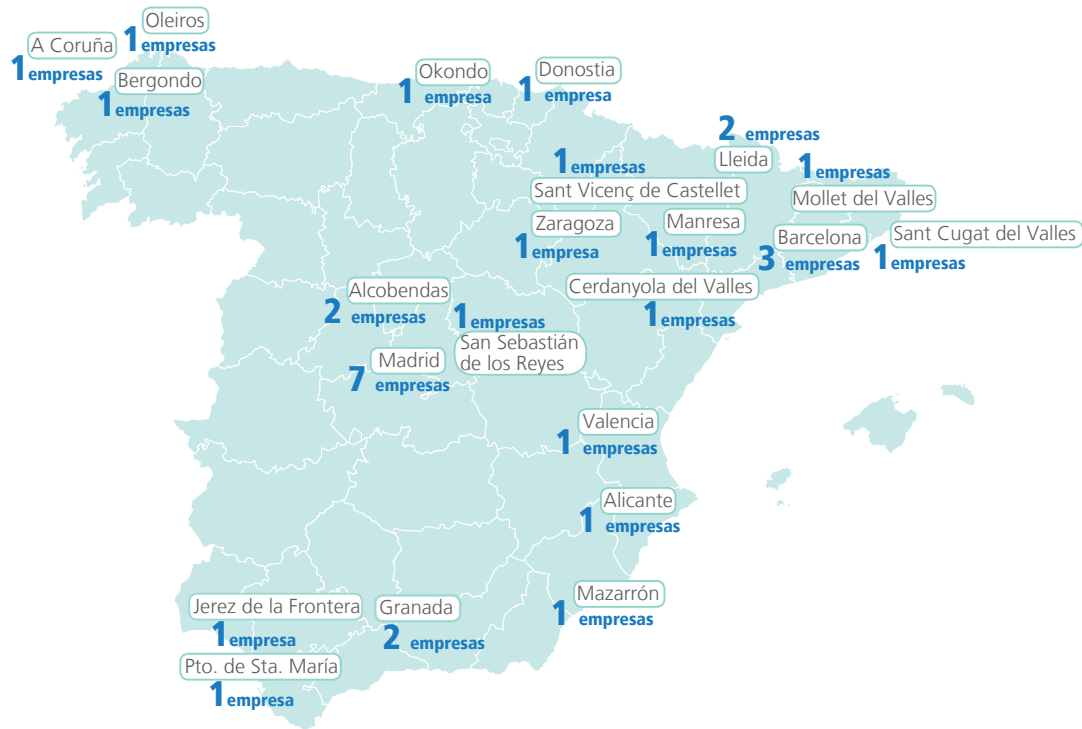 Oleiros
1 empresas
A Coruña
1 empresas
Bergondo
1 empresas
Okondo
1 empresa
Donostia
1 empresa
2 empresas
Lleida
1 empresas
Sant Vicenç de Castellet
1 empresas
Mollet del Valles
Zaragoza
1 empresa
Manresa
1 empresas
Barcelona
3 empresas
Sant Cugat del Valles
1 empresas
Cerdanyola del Valles
1 empresas
Alcobendas
2 empresas
1 empresas
San Sebastián
de los Reyes
Madrid
7 empresas
Valencia
1 empresas
Alicante
1 empresas
Mazarrón
1 empresas
Jerez de la Frontera
1 empresa
Granada
2 empresas
Pto. de Sta. María
1 empresa